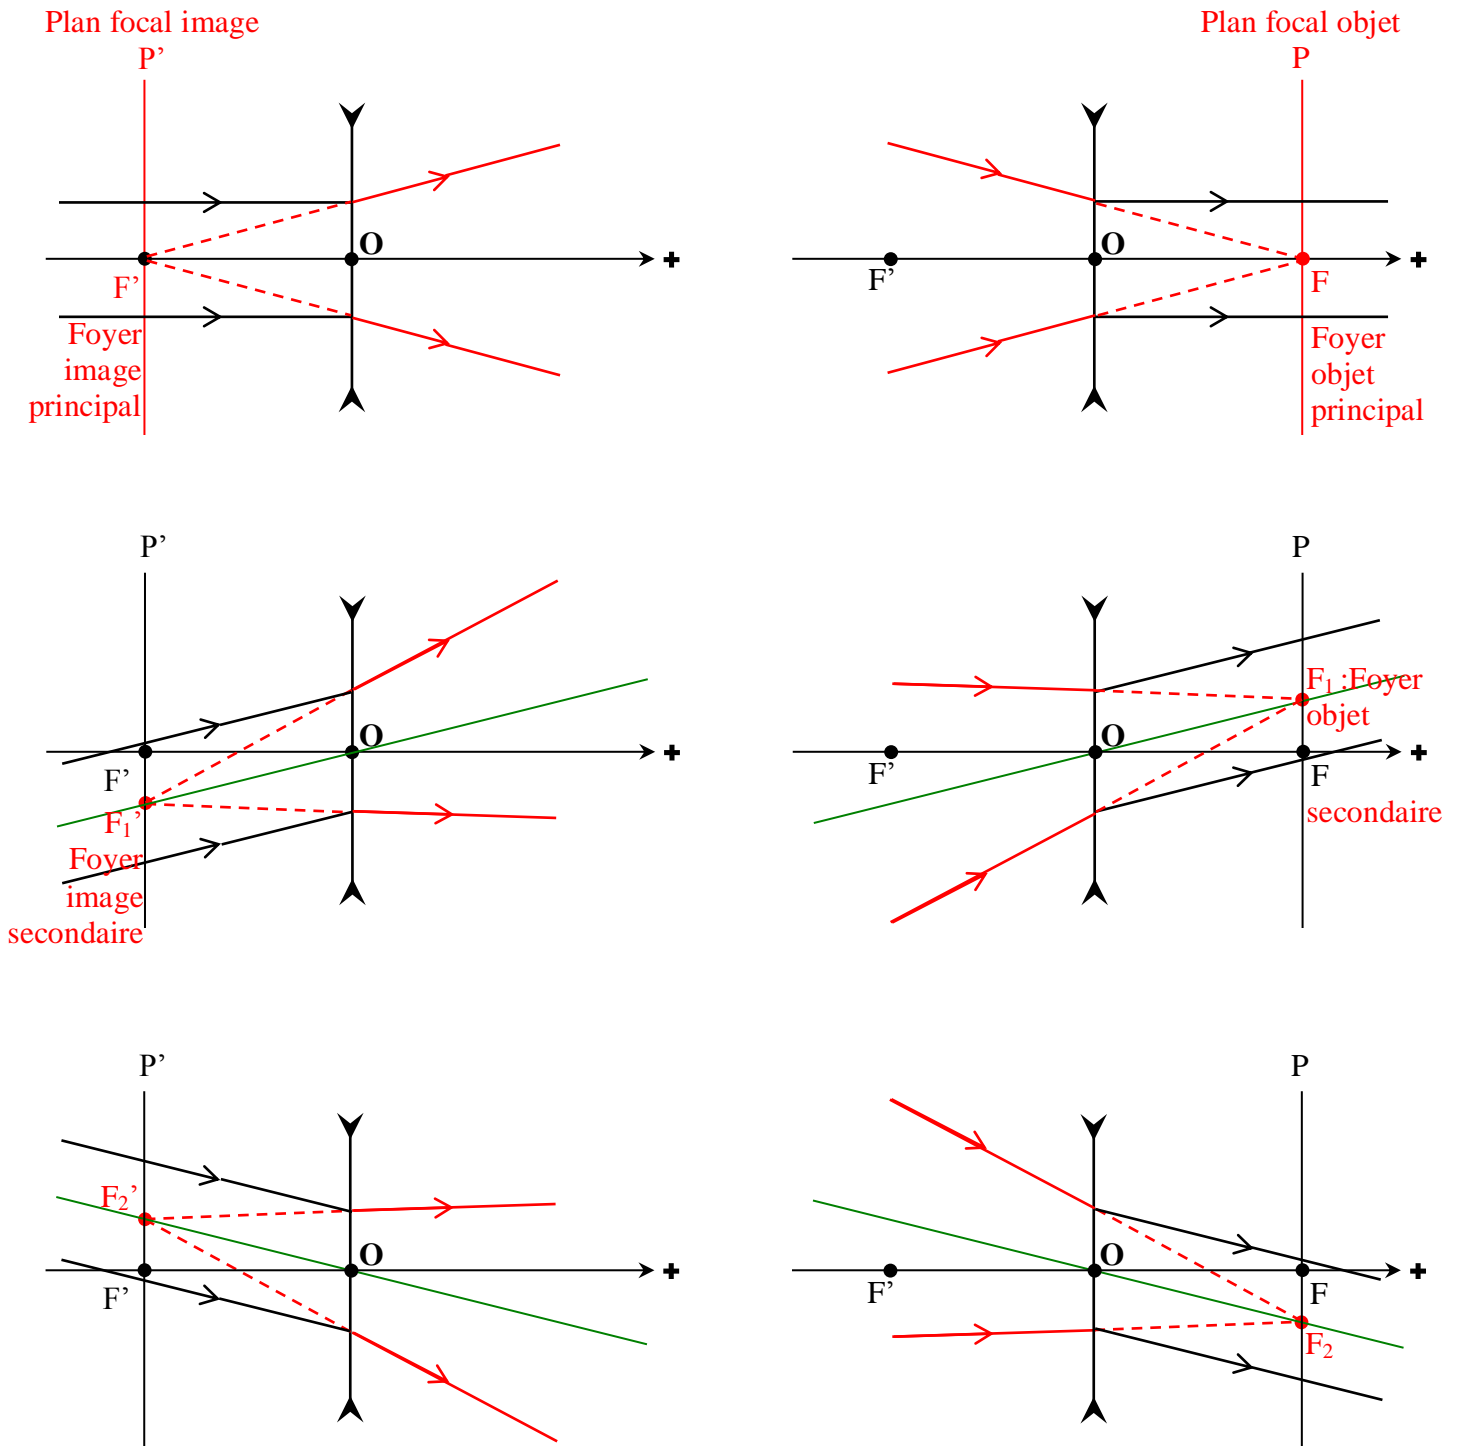 Plan focal image
P’
O
+
F’
Foyer
image
principal
Plan focal objet
P
O
+
F’
F
Foyer
objet
principal
P’
O
+
F’
F₁’
Foyer
image
secondaire
P
F₁ :Foyer
objet
O
+
F’
F
secondaire
P’
F₂’
O
+
F’
P
O
+
F’
F
F₂